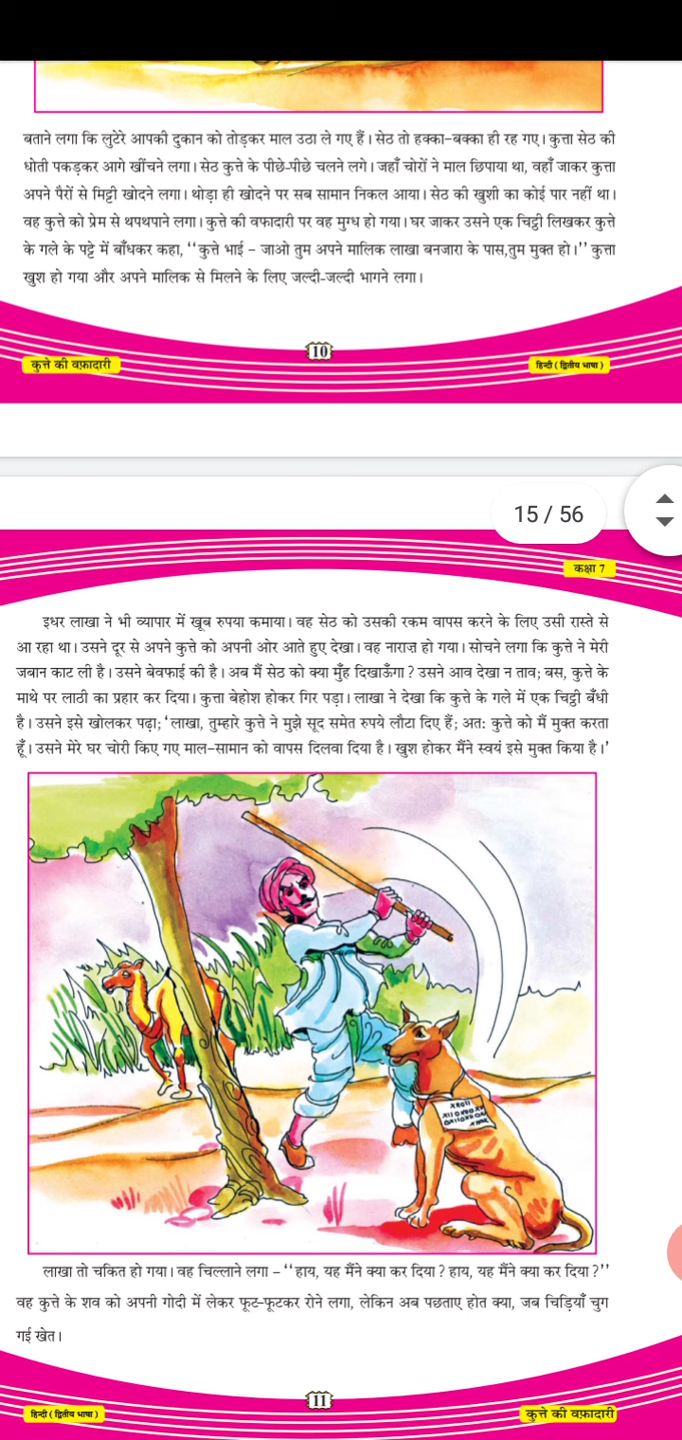 बताने लगा कि लुटेरे आपकी दुकान को तोड़कर माल उठा ले गए हैं। सेठ तो हक्का-बक्का ही रह गए। कुत्ता सेठ की
धोती पकड़कर आगे खींचने लगा। सेठ कुत्ते के पीछे-पीछे चलने लगे। जहाँ चोरों ने माल छिपाया था, वहाँ जाकर कुत्ता
अपने पैरों से मिट्टी खोदने लगा। थोड़ा ही खोदने पर सब सामान निकल आया। सेठ की खुशी का कोई पार नहीं था।
वह कुत्ते को प्रेम से थपथपाने लगा। कुत्ते की वफादारी पर वह मुग्ध हो गया। घर जाकर उसने एक चिट्ठी लिखकर कुत्ते
के गले के पट्टे में बाँधकर कहा, ‘‘कुत्ते भाई - जाओ तुम अपने मालिक लाखा बनजारा के पास,तुम मुक्त हो।’’ कुत्ता
खुश हो गया और अपने मालिक से मिलने के लिए जल्दी-जल्दी भागने लगा।
10
कुत्ते की वफ़ादारी
हिन्दी ( द्वितीय भाषा )
15 / 56
कक्षा 7
इधर लाखा ने भी व्यापार में खूब रुपया कमाया। वह सेठ को उसकी रकम वापस करने के लिए उसी रास्ते से
आ रहा था। उसने दूर से अपने कुत्ते को अपनी ओर आते हुए देखा। वह नाराज़ हो गया। सोचने लगा कि कुत्ते ने मेरी
जबान काट ली है। उसने बेवफाई की है। अब मैं सेठ को क्या मुँह दिखाऊँगा? उसने आव देखा न ताव; बस, कुत्ते के
माथे पर लाठी का प्रहार कर दिया। कुत्ता बेहोश होकर गिर पड़ा। लाखा ने देखा कि कुत्ते के गले में एक चिट्ठी बँधी
है। उसने इसे खोलकर पढ़ा; ‘लाखा, तुम्हारे कुत्ते ने मुझे सूद समेत रुपये लौटा दिए हैं; अत: कुत्ते को मैं मुक्त करता
हूँ। उसने मेरे घर चोरी किए गए माल-सामान को वापस दिलवा दिया है। खुश होकर मैंने स्वयं इसे मुक्त किया है।’
लाखा तो चकित हो गया। वह चिल्लाने लगा - ‘‘हाय, यह मैंने क्या कर दिया? हाय, यह मैंने क्या कर दिया?’’
वह कुत्ते के शव को अपनी गोदी में लेकर फूट-फूटकर रोने लगा, लेकिन अब पछताए होत क्या, जब चिड़ियाँ चुग
गई खेत।
11
हिन्दी ( द्वितीय भाषा )
कुत्ते की वफ़ादारी